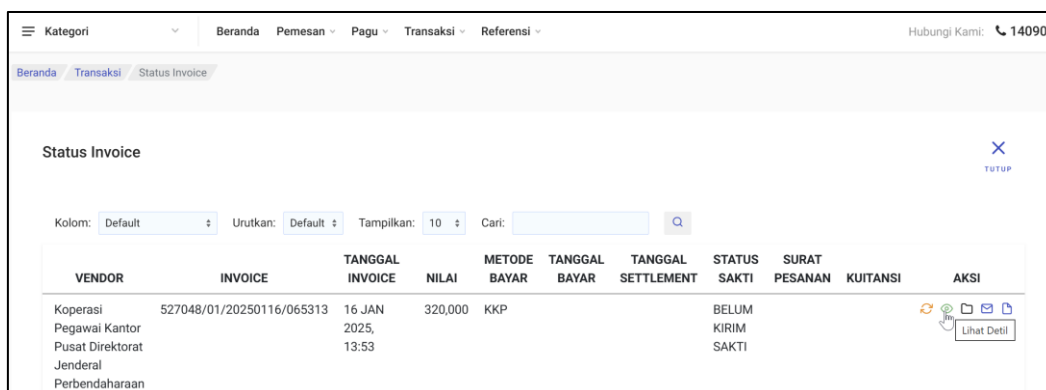 Kategori Beranda Pemesan Pagu Transaksi Referensi Hubungi Kami: 14090
Beranda / Transaksi / Status Invoice
Status Invoice
TUTUP
Kolom: Default Urutkan: Default Tampilkan: 10 Cari:
VENDOR INVOICE TANGGAL INVOICE NILAI METODE BAYAR TANGGAL BAYAR TANGGAL SETTLEMENT STATUS SAKTI SURAT PESANAN KUITANSI AKSI
Koperasi 527048/01/20250116/065313 16 JAN 320,000 KKP BELUM
Pegawai Kantor 2025, KIRIM Lihat Detil
Pusat Direktorat 13:53 SAKTI
Jenderal
Perbendaharaan